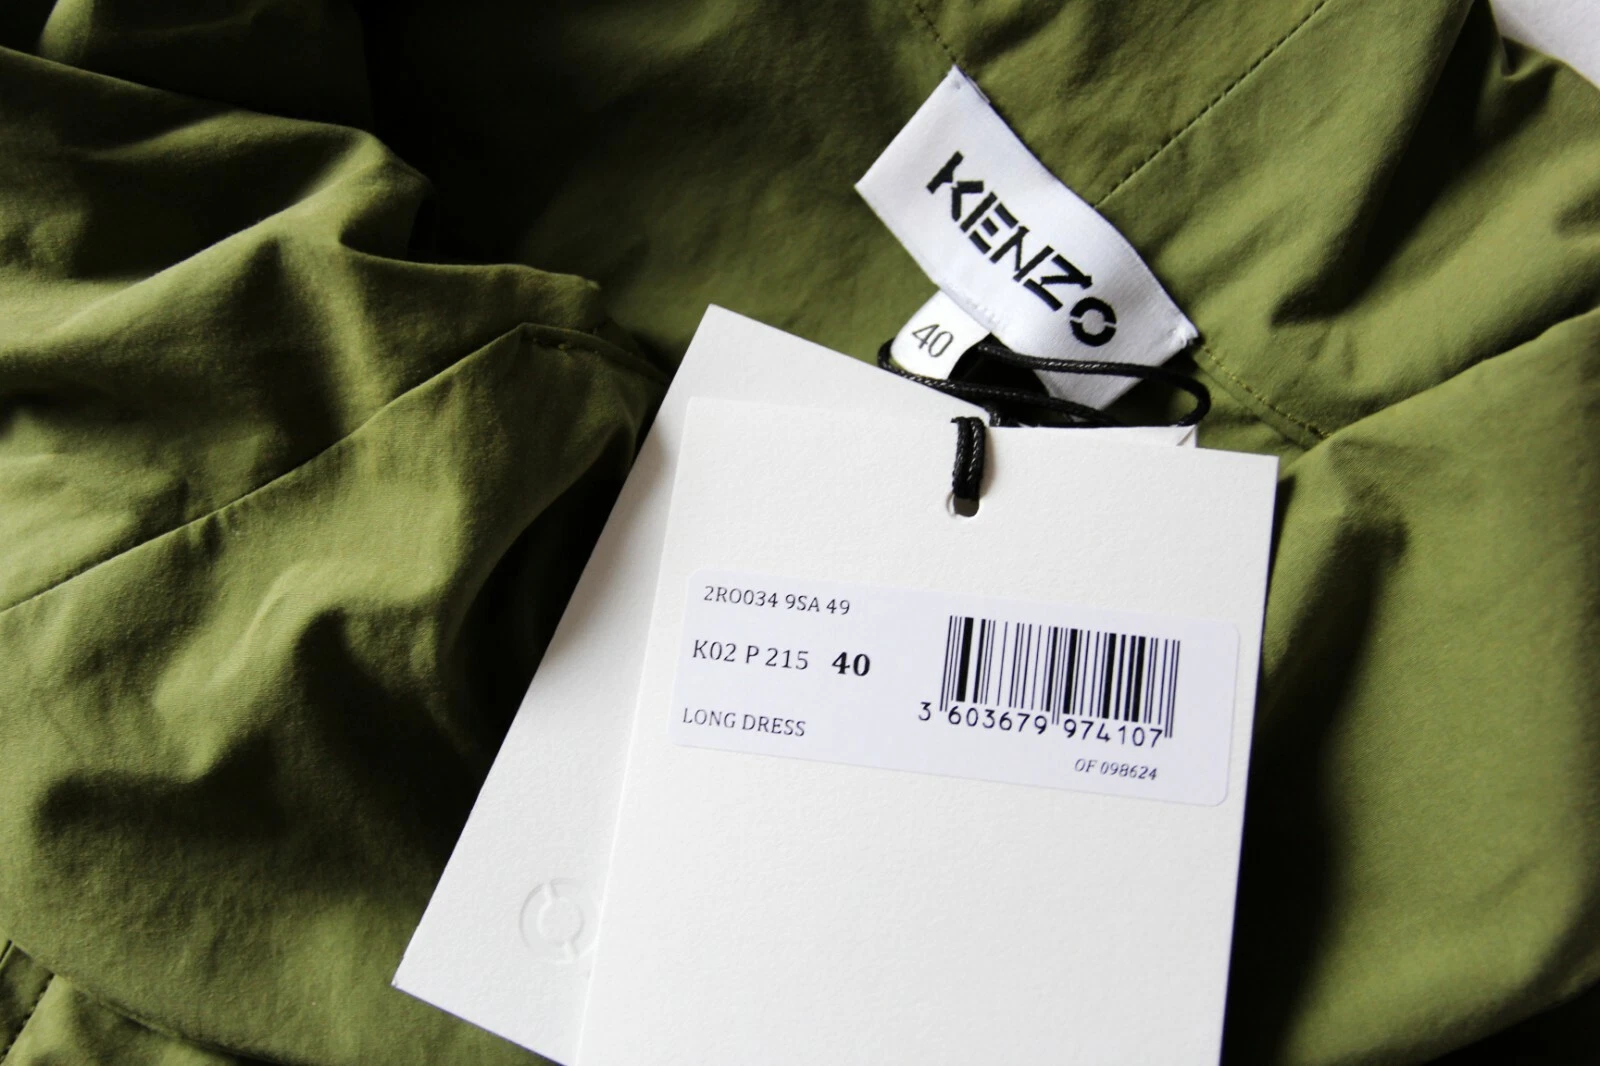 KENZO
40
2RO034 9SA 49
K02 P 215 40
LONG DRESS
3 603679 974107
OF 098624